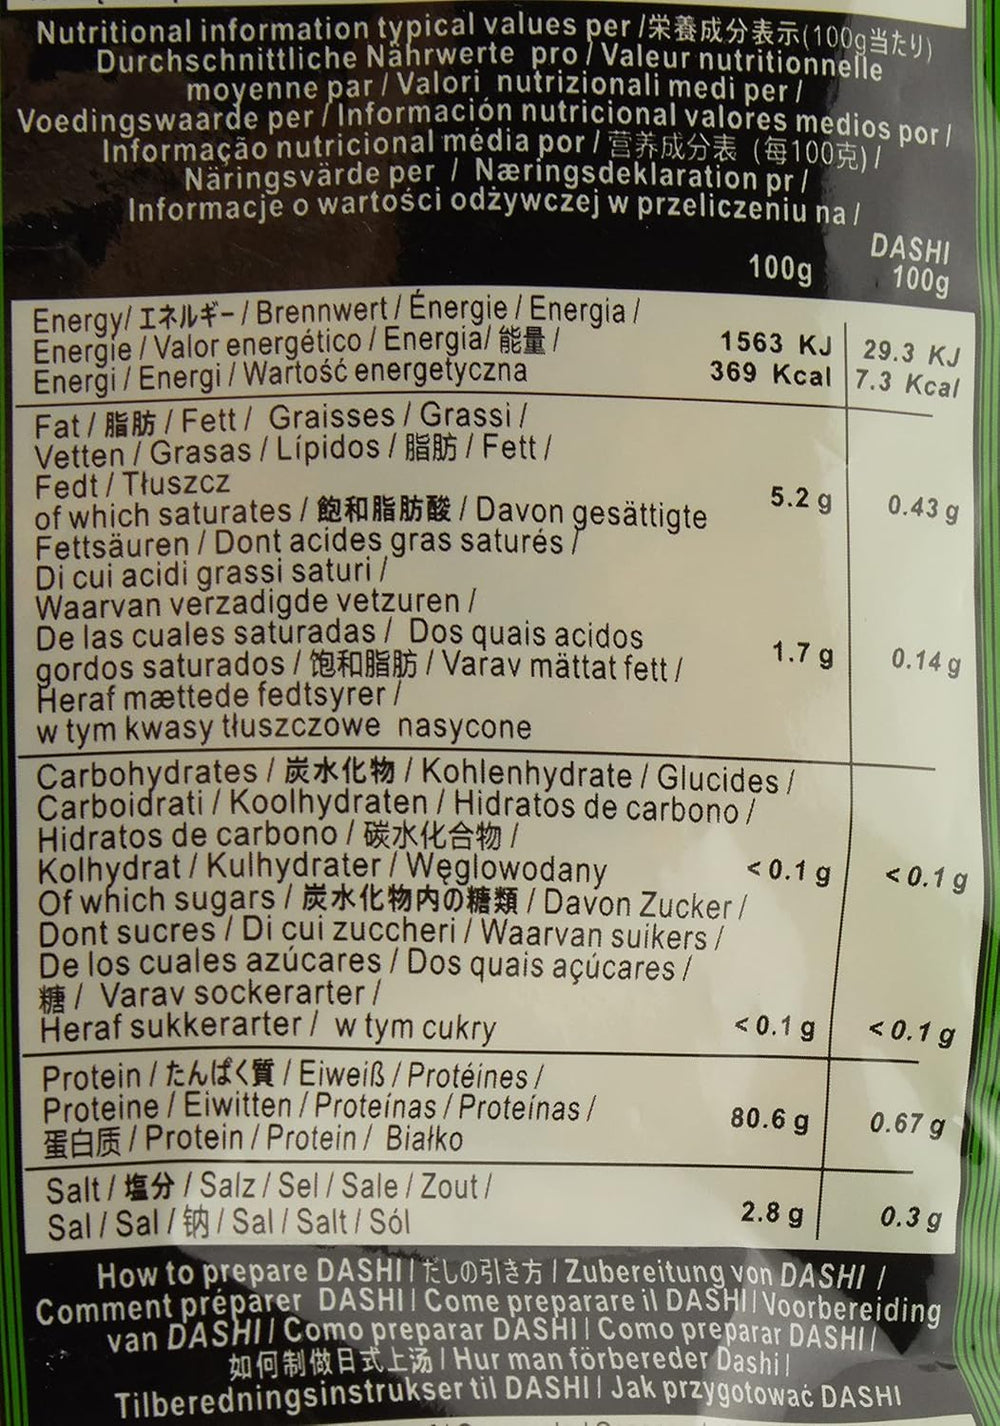 Nutritional information typical values per /栄養成分表示(100g当たり)
Durchschnittliche Nährwerte pro / Valeur nutritionnelle
moyenne par / Valori nutrizionali medi per /
Voedingswaarde per / Información nutricional valores medios por /
Informação nutricional média por / 营养成分表 (每100克) /
Näringsvärde per / Næringsdeklaration pr /
Informacje o wartości odżywczej w przeliczeniu na /
DASHI
100g 100g
Energy/ エネルギー / Brennwert / Énergie / Energia /
Energie / Valor energético / Energia/ 能量 /
1563 KJ 29.3 KJ
Energi / Energi / Wartość energetyczna
369 Kcal 7.3 Kcal
Fat / 脂肪 / Fett / Graisses / Grassi /
Vetten / Grasas / Lípidos / 脂肪 / Fett /
Fedt / Tłuszcz
5.2 g 0.43 g
of which saturates / 飽和脂肪酸 / Davon gesättigte
Fettsäuren / Dont acides gras saturés /
Di cui acidi grassi saturi /
Waarvan verzadigde vetzuren /
De las cuales saturadas / Dos quais acidos
gordos saturados / 饱和脂肪 / Varav mättat fett /
1.7 g 0.14 g
Heraf mættede fedtsyrer /
w tym kwasy tłuszczowe nasycone
Carbohydrates / 炭水化物 / Kohlenhydrate / Glucides /
Carboidrati / Koolhydraten / Hidratos de carbono /
Hidratos de carbono / 碳水化合物 /
Kolhydrat / Kulhydrater / Węglowodany
<0.1 g <0.1 g
Of which sugars / 炭水化物内の糖類 / Davon Zucker /
Dont sucres / Di cui zuccheri / Waarvan suikers /
De los cuales azúcares / Dos quais açúcares /
糖 / Varav sockerarter /
Heraf sukkerarter / w tym cukry
<0.1 g <0.1 g
Protein / たんぱく質 / Eiweiß / Protéines /
Proteine / Eiwitten / Proteínas / Proteínas /
80.6 g 0.67 g
蛋白质 / Protein / Protein / Białko
Salt / 塩分 / Salz / Sel / Sale / Zout /
Sal / Sal / 钠 / Sal / Salt / Sól
2.8 g 0.3 g
How to prepare DASHI | だしの引き方 | Zubereitung von DASHI /
Comment préparer DASHI | Come preparare il DASHI | Voorbereiding
van DASHI | Como preparar DASHI | Como preparar DASHI /
如何制做日式上汤 | Hur man förbereder Dashi |
Tilberedningsinstrukser til DASHI | Jak przygotować DASHI